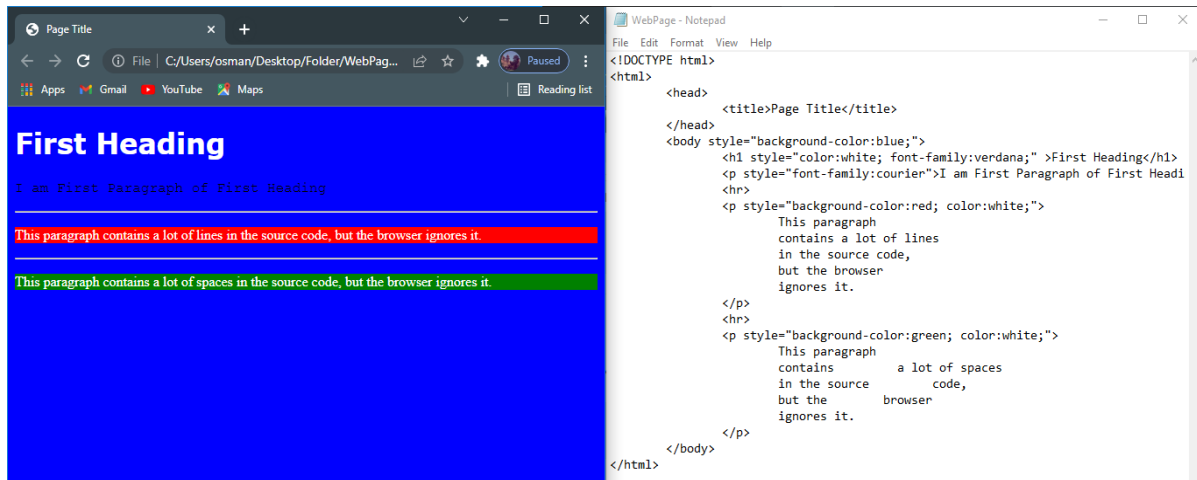 Page Title
File C:/Users/osman/Desktop/Folder/WebPag... Paused
Apps Gmail YouTube Maps Reading list
First Heading
I am First Paragraph of First Heading
This paragraph contains a lot of lines in the source code, but the browser ignores it.
This paragraph contains a lot of spaces in the source code, but the browser ignores it.
WebPage - Notepad
File Edit Format View Help
<!DOCTYPE html>
<html>
<head>
<title>Page Title</title>
</head>
<body style="background-color:blue;">
<h1 style="color:white; font-family:verdana;" >First Heading</h1>
<p style="font-family:courier">I am First Paragraph of First Headi
<hr>
<p style="background-color:red; color:white;">
This paragraph
contains a lot of lines
in the source code,
but the browser
ignores it.
</p>
<hr>
<p style="background-color:green; color:white;">
This paragraph
contains         a lot of spaces
in the source         code,
but the        browser
ignores it.
</p>
</body>
</html>